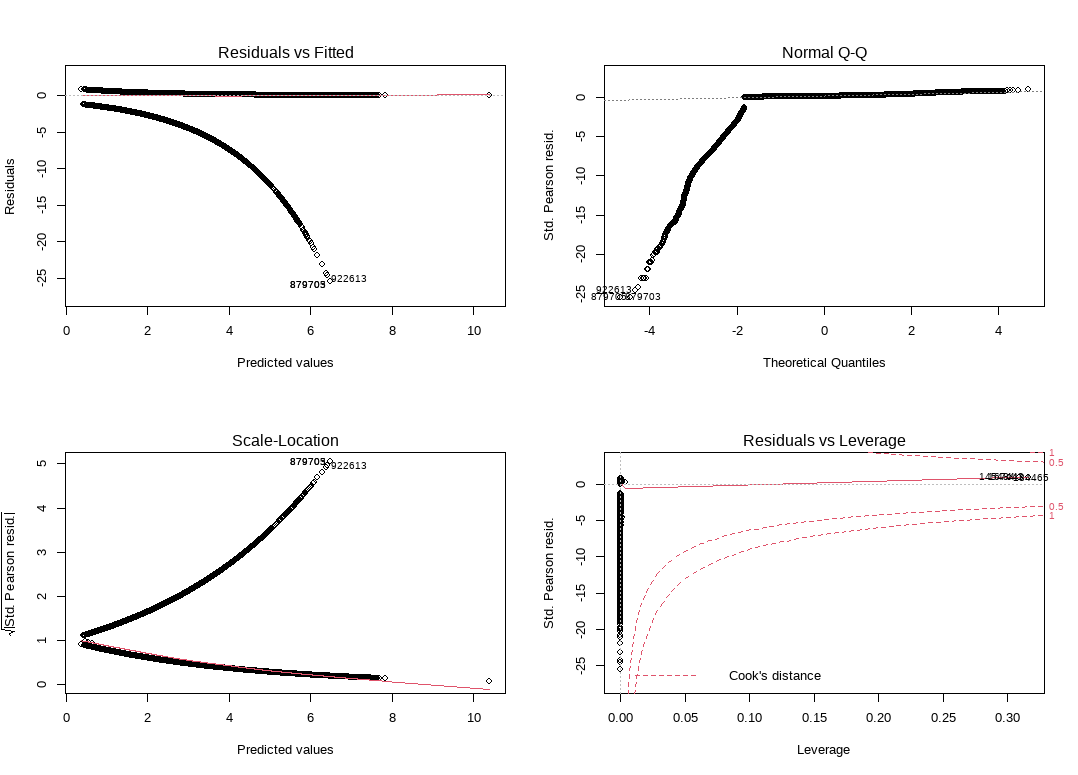 Residuals vs Fitted
Residuals
0
-5
-10
-15
-20
-25
922613
0 2 4 6 8 10
Predicted values
Normal Q-Q
Std. Pearson resid.
0
-5
-10
-15
-20
-25
922613
879703
-4 -2 0 2 4
Theoretical Quantiles
Scale-Location
√|Std. Pearson resid.|
5
4
3
2
1
0
922613
0 2 4 6 8 10
Predicted values
Residuals vs Leverage
Std. Pearson resid.
0
-5
-10
-15
-20
-25
1
0.5
0.5
1
Cook's distance
0.00 0.05 0.10 0.15 0.20 0.25 0.30
Leverage